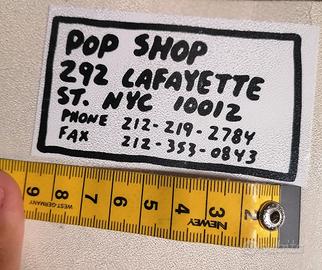 POP SHOP
292 LAFAYETTE
ST. NYC 10012
PHONE 212-219-2784
FAX 212-353-0843
9 8 7 6 5 4 3 2
WEST-GERMANY NEWEY